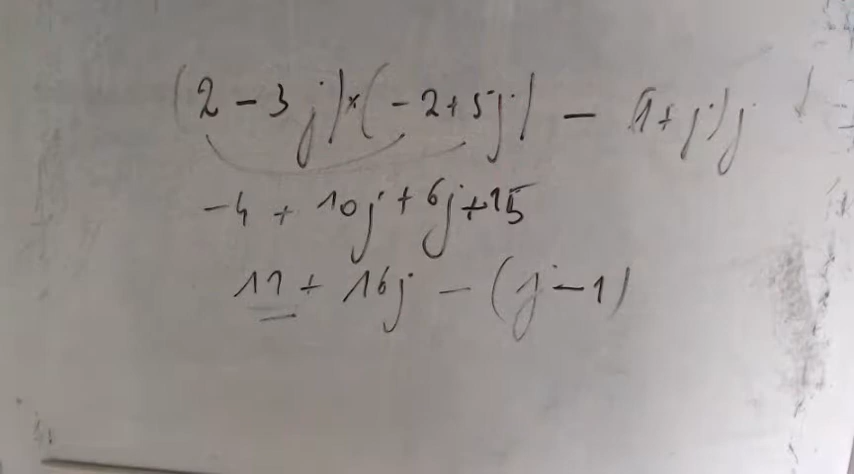 (2 - 3j)×(-2+5j) - (1+j)j
-4 + 10j + 6j + 15
11 + 16j - (j - 1)